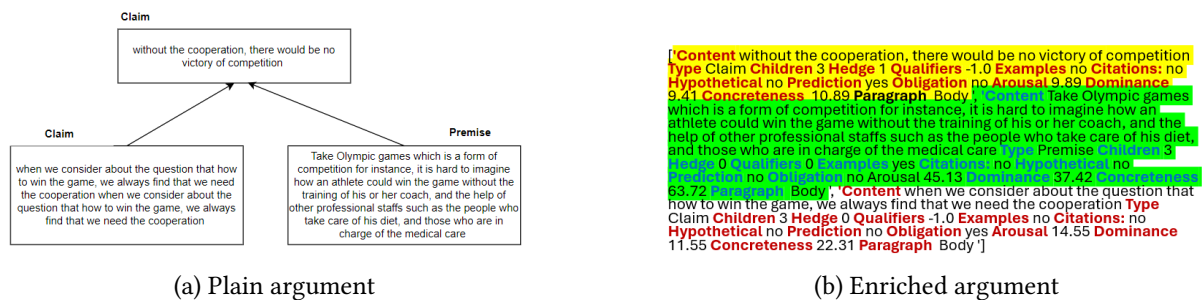 Claim
without the cooperation, there would be no
victory of competition
Claim
Premise
when we consider about the question that how
to win the game, we always find that we need
the cooperation when we consider about the
question that how to win the game, we always
find that we need the cooperation
Take Olympic games which is a form of
competition for instance, it is hard to imagine
how an athlete could win the game without the
training of his or her coach, and the help of
other professional staffs such as the people who
take care of his diet, and those who are in
charge of the medical care
(a) Plain argument
['Content without the cooperation, there would be no victory of competition
Type Claim Children 3 Hedge 1 Qualifiers -1.0 Examples no Citations: no
Hypothetical no Prediction yes Obligation no Arousal 9.89 Dominance
9.41 Concreteness 10.89 Paragraph Body ', 'Content Take Olympic games
which is a form of competition for instance, it is hard to imagine how an
athlete could win the game without the training of his or her coach, and the
help of other professional staffs such as the people who take care of his diet,
and those who are in charge of the medical care Type Premise Children 3
Hedge 0 Qualifiers 0 Examples yes Citations: no Hypothetical no
Prediction no Obligation no Arousal 45.13 Dominance 37.42 Concreteness
63.72 Paragraph Body ', 'Content when we consider about the question that
how to win the game, we always find that we need the cooperation Type
Claim Children 3 Hedge 0 Qualifiers -1.0 Examples no Citations: no
Hypothetical no Prediction no Obligation yes Arousal 14.55 Dominance
11.55 Concreteness 22.31 Paragraph Body ']
(b) Enriched argument